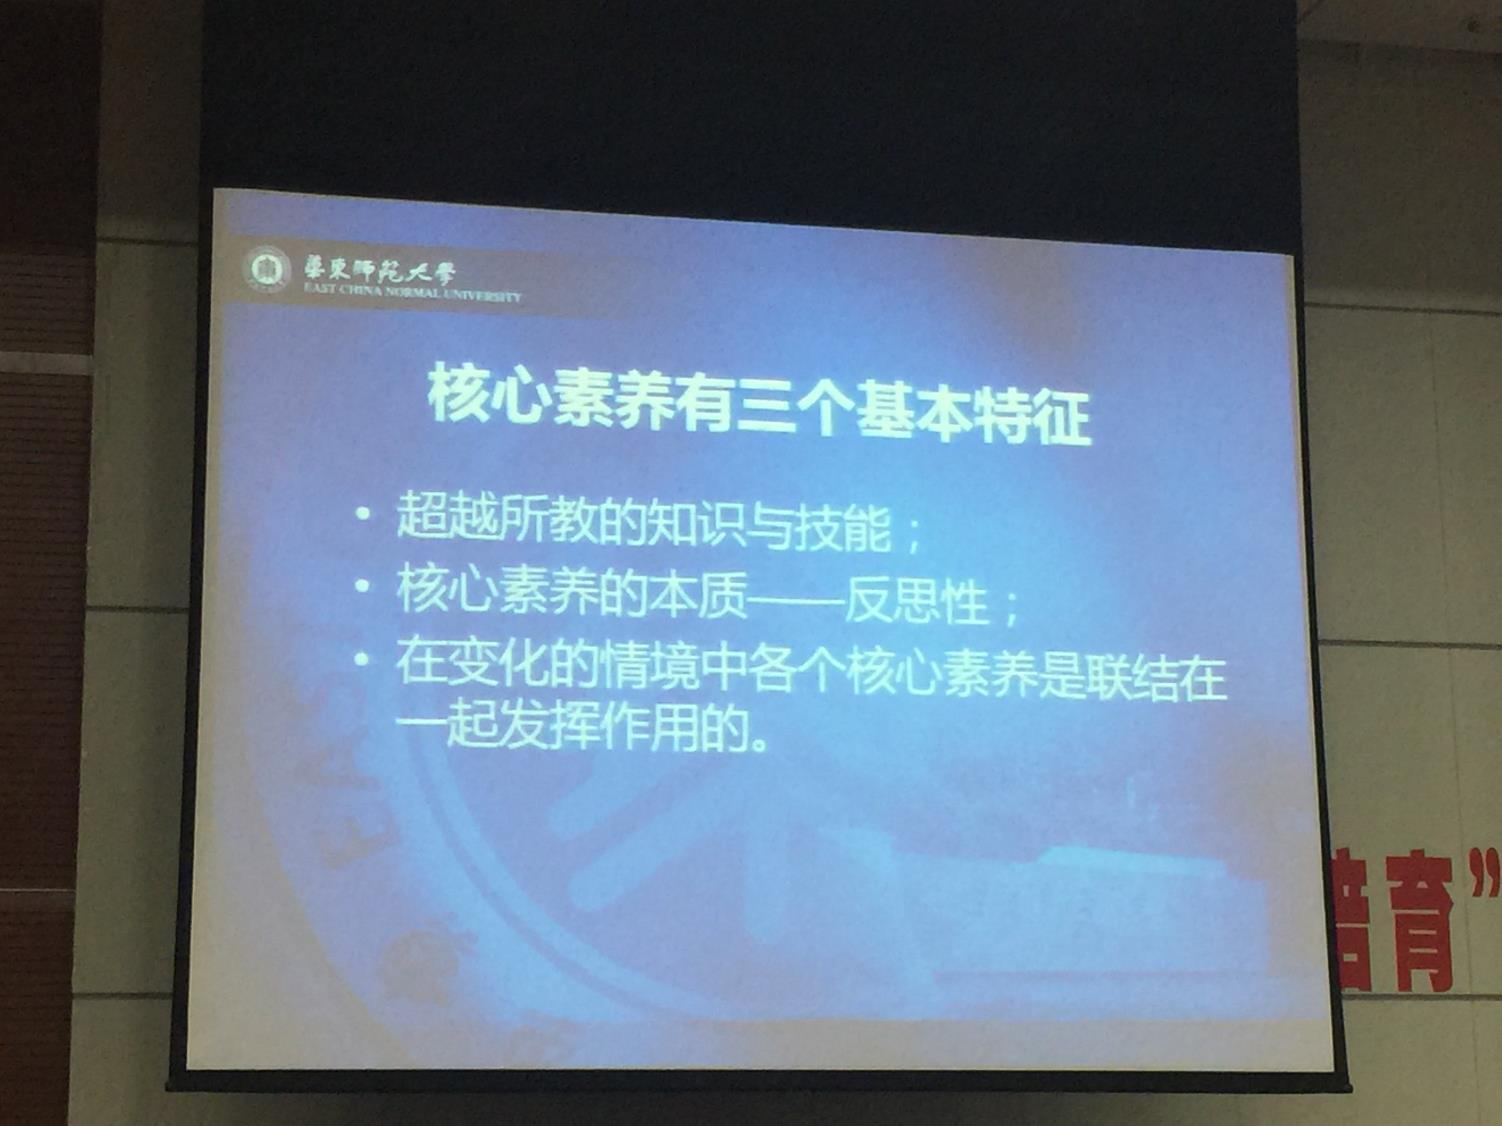 華東師範大學
EAST CHINA NORMAL UNIVERSITY
核心素养有三个基本特征
• 超越所教的知识与技能；
• 核心素养的本质——反思性；
• 在变化的情境中各个核心素养是联结在
一起发挥作用的。
培育”